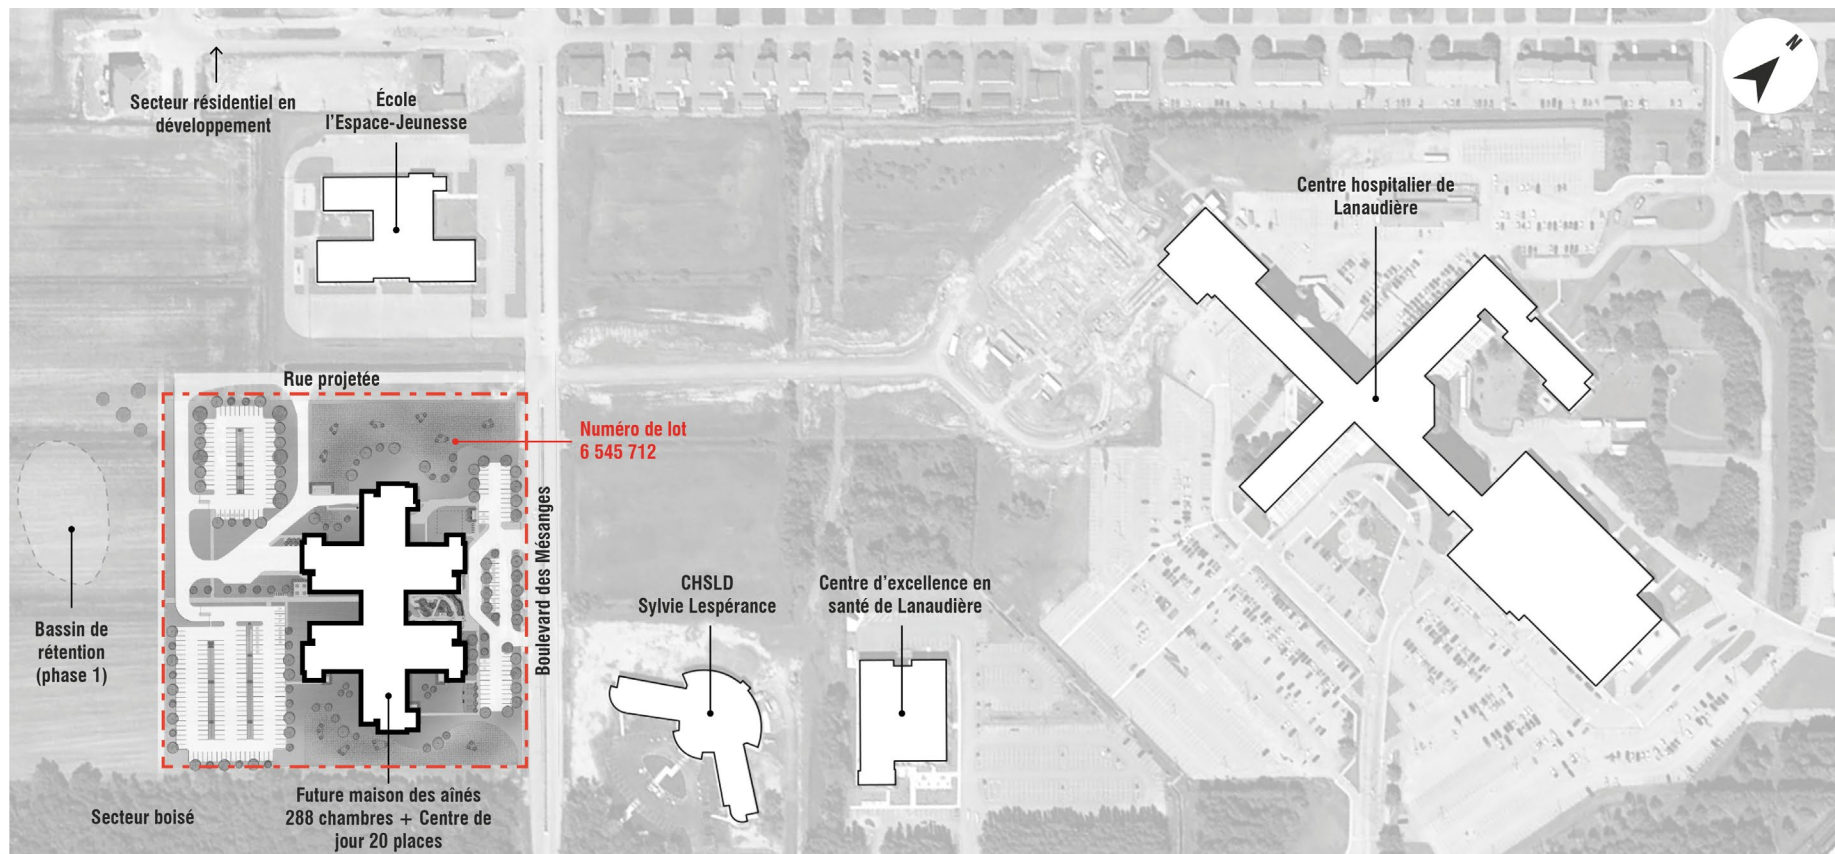 N
Secteur résidentiel en
développement
École
l'Espace-Jeunesse
Centre hospitalier de
Lanaudière
Rue projetée
Numéro de lot
6 545 712
Boulevard des Mésanges
CHSLD
Sylvie Lespérance
Centre d'excellence en
santé de Lanaudière
Bassin de
rétention
(phase 1)
Secteur boisé
Future maison des aînés
288 chambres + Centre de
jour 20 places